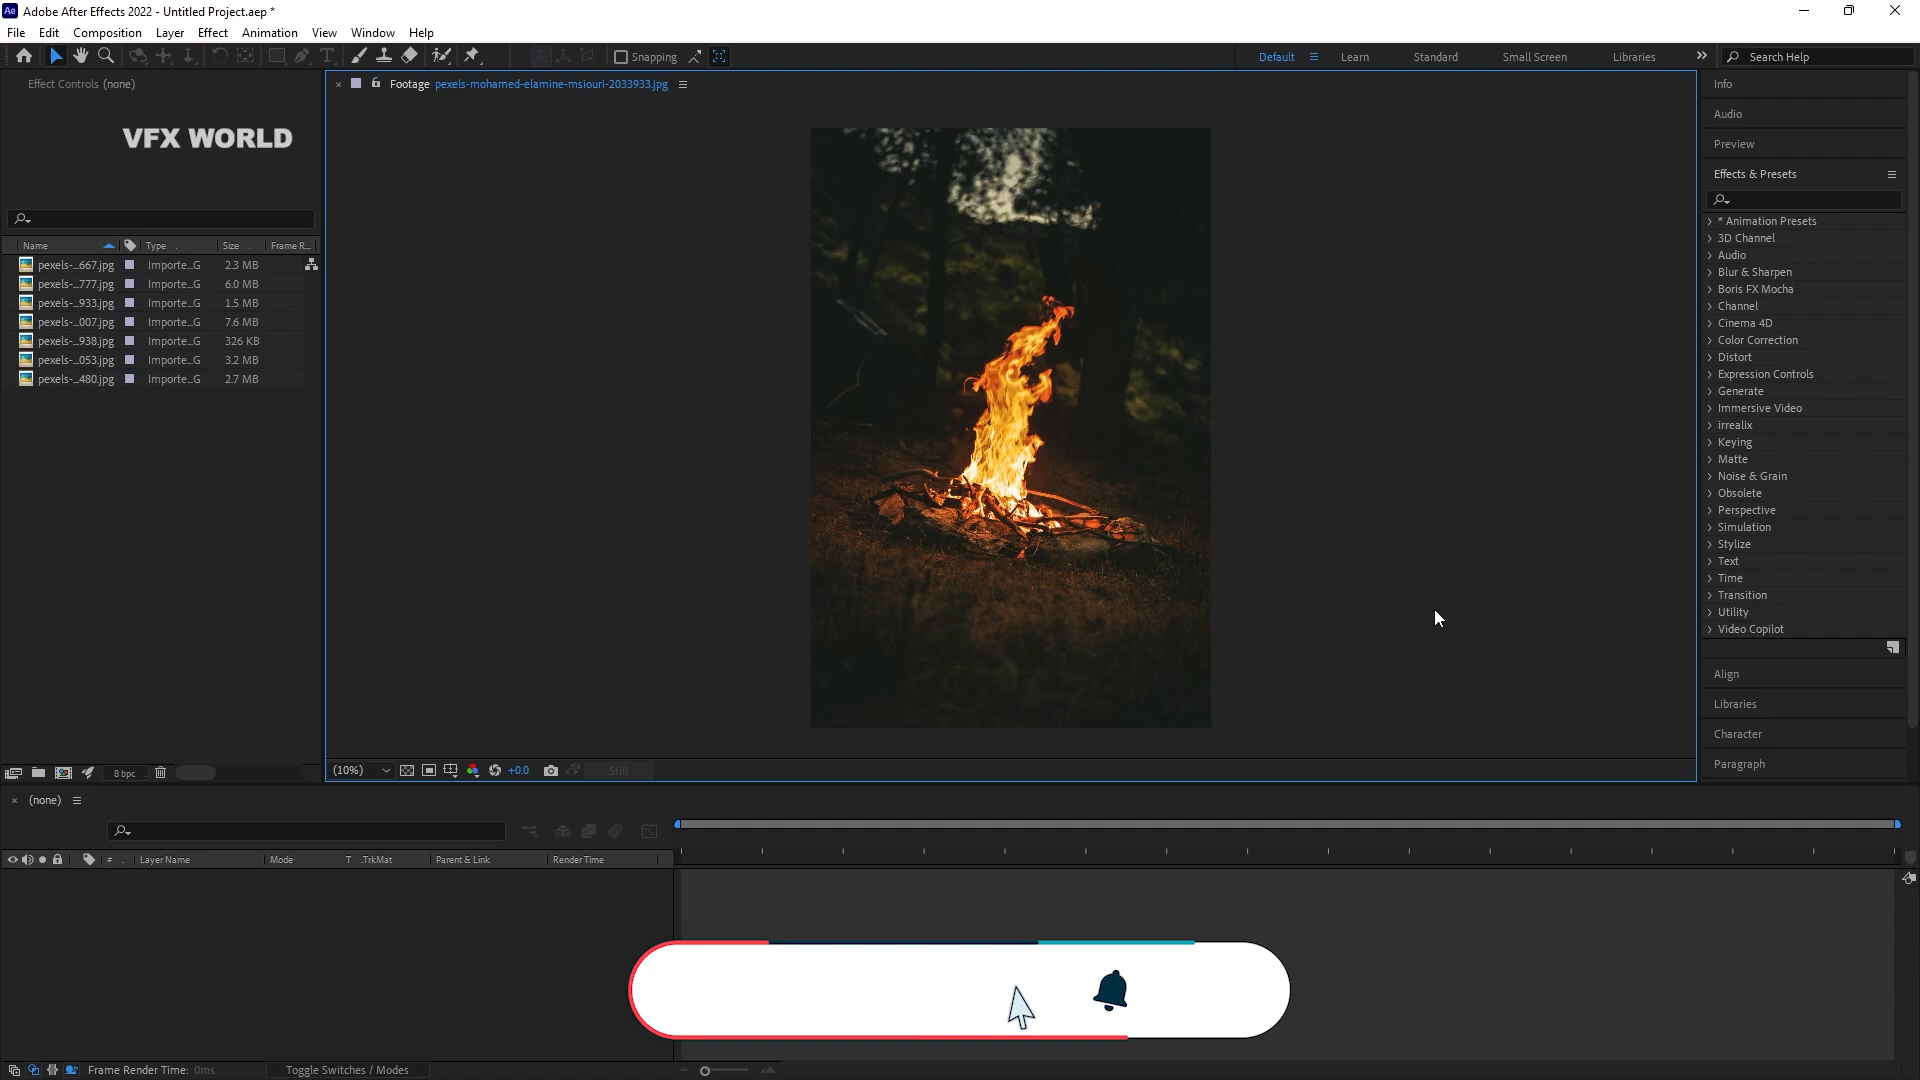 Adobe After Effects 2022 - Untitled Project.aep *
File Edit Composition Layer Effect Animation View Window Help
Snapping Default Learn Standard Small Screen Libraries Search Help
Effect Controls (none)
VFX WORLD
Name Type Size Frame R...
pexels-...667.jpg Importe...G 2.3 MB
pexels-...777.jpg Importe...G 6.0 MB
pexels-...933.jpg Importe...G 1.5 MB
pexels-...007.jpg Importe...G 7.6 MB
pexels-...938.jpg Importe...G 326 KB
pexels-...053.jpg Importe...G 3.2 MB
pexels-...480.jpg Importe...G 2.7 MB
8 bpc
Footage pexels-mohamed-elamine-msiouri-2033933.jpg
(10%) +0.0 Still
Info
Audio
Preview
Effects & Presets
* Animation Presets
3D Channel
Audio
Blur & Sharpen
Boris FX Mocha
Channel
Cinema 4D
Color Correction
Distort
Expression Controls
Generate
Immersive Video
irrealix
Keying
Matte
Noise & Grain
Obsolete
Perspective
Simulation
Stylize
Text
Time
Transition
Utility
Video Copilot
Align
Libraries
Character
Paragraph
(none)
# Layer Name Mode T .TrkMat Parent & Link Render Time
Frame Render Time: 0ms Toggle Switches / Modes